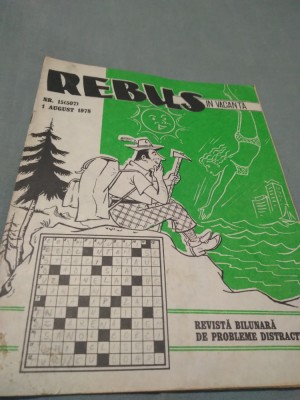 REBUS
ÎN VACANȚĂ
NR. 15(507)
1 AUGUST 1978
REVISTĂ BILUNARĂ
DE PROBLEME DISTRACT